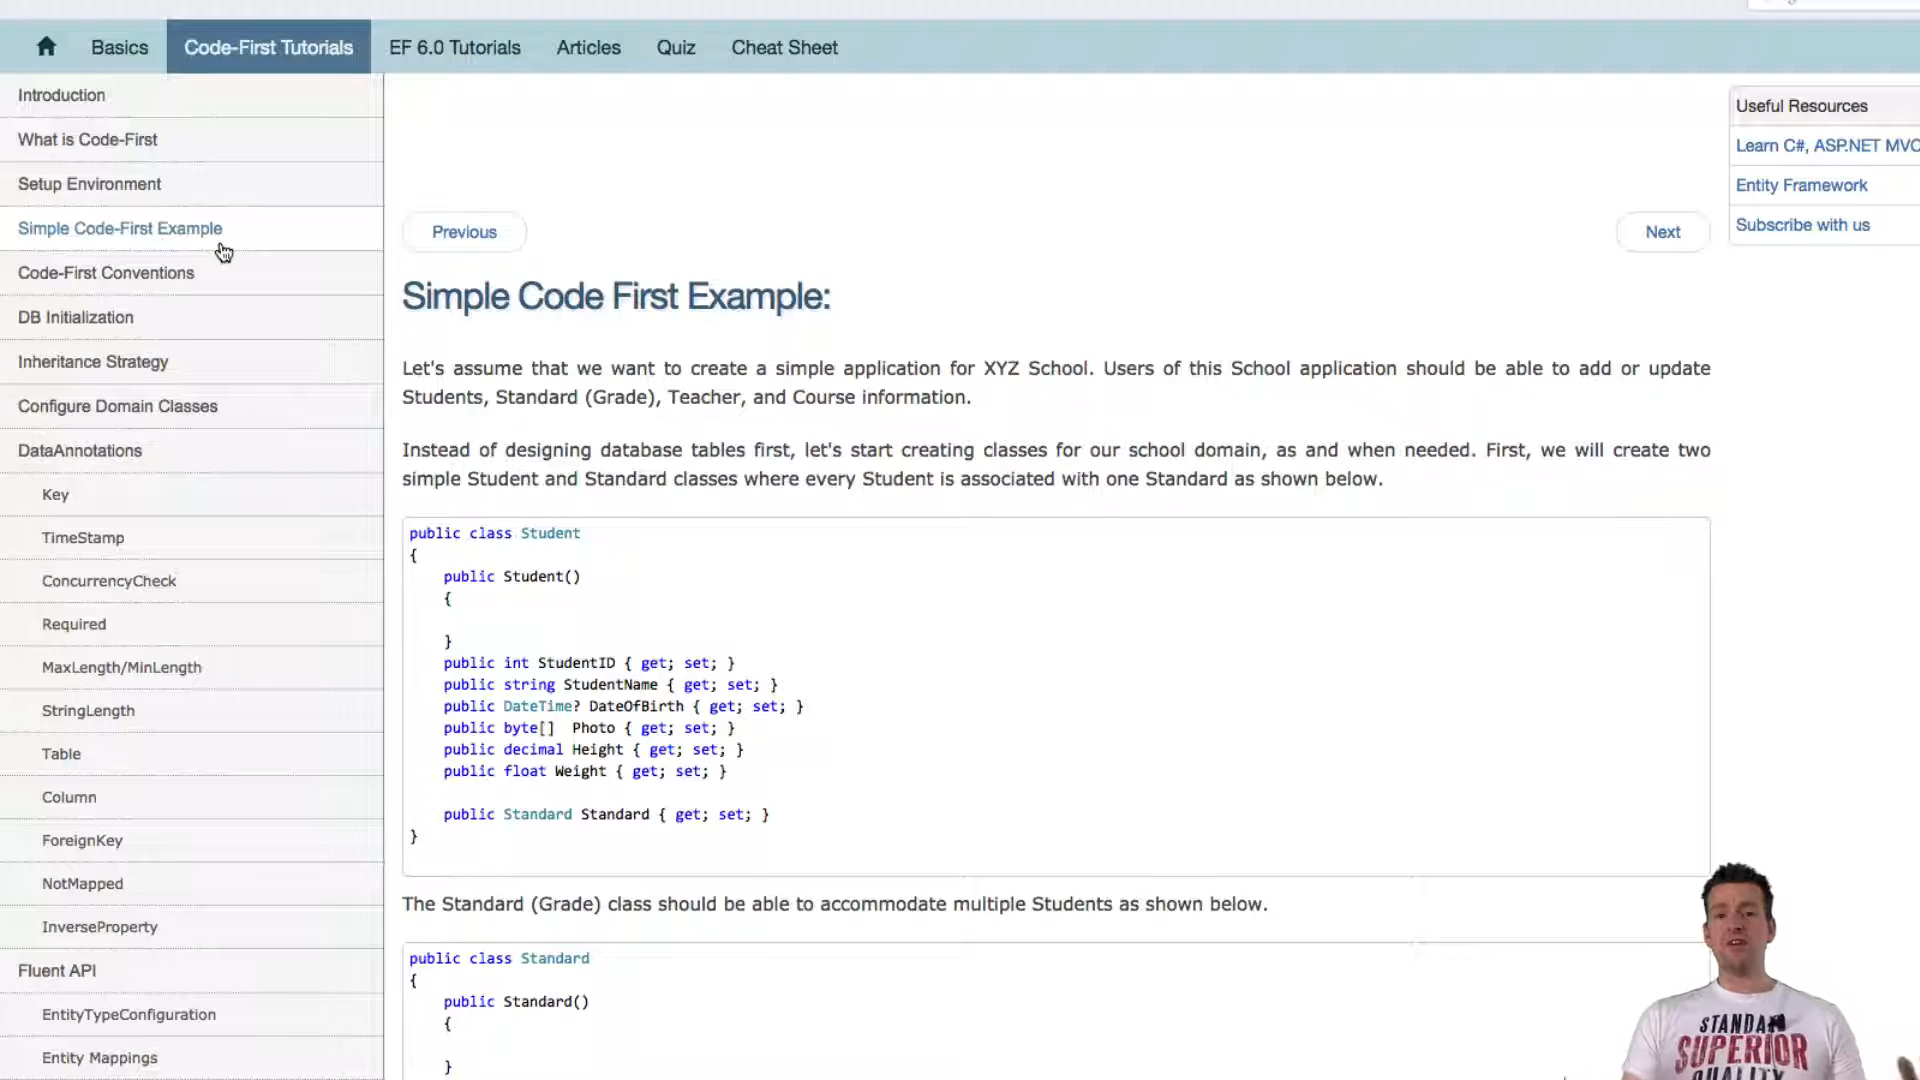 Basics
Code-First Tutorials
EF 6.0 Tutorials
Articles
Quiz
Cheat Sheet
Introduction
What is Code-First
Setup Environment
Simple Code-First Example
Code-First Conventions
DB Initialization
Inheritance Strategy
Configure Domain Classes
DataAnnotations
Key
TimeStamp
ConcurrencyCheck
Required
MaxLength/MinLength
StringLength
Table
Column
ForeignKey
NotMapped
InverseProperty
Fluent API
EntityTypeConfiguration
Entity Mappings
Previous
Next
Simple Code First Example:
Let's assume that we want to create a simple application for XYZ School. Users of this School application should be able to add or update
Students, Standard (Grade), Teacher, and Course information.
Instead of designing database tables first, let's start creating classes for our school domain, as and when needed. First, we will create two
simple Student and Standard classes where every Student is associated with one Standard as shown below.
public class Student
{
public Student()
{
}
public int StudentID { get; set; }
public string StudentName { get; set; }
public DateTime? DateOfBirth { get; set; }
public byte[]  Photo { get; set; }
public decimal Height { get; set; }
public float Weight { get; set; }
public Standard Standard { get; set; }
}
The Standard (Grade) class should be able to accommodate multiple Students as shown below.
public class Standard
{
public Standard()
{
}
Useful Resources
Learn C#, ASP.NET MVC
Entity Framework
Subscribe with us
SUPERIOR
QUALITY